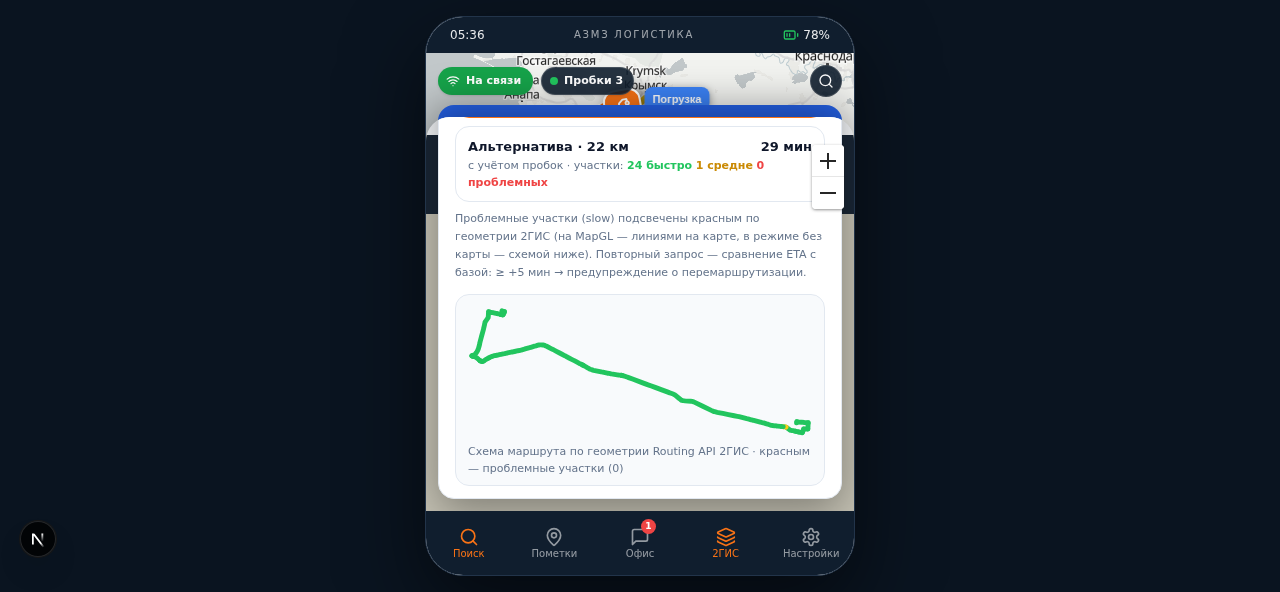 05:36
АЗМЗ ЛОГИСТИКА
78%
Гостагаевская
Краснода
Krymsk
На связи
Пробки 3
Анапа
Погрузка
Альтернатива · 22 км
29 мин
с учётом пробок · участки: 24 быстро 1 средне 0
проблемных
+
−
Проблемные участки (slow) подсвечены красным по
геометрии 2ГИС (на MapGL — линиями на карте, в режиме без
карты — схемой ниже). Повторный запрос — сравнение ETA с
базой: ≥ +5 мин → предупреждение о перемаршрутизации.
Схема маршрута по геометрии Routing API 2ГИС · красным
— проблемные участки (0)
1
Поиск
Пометки
Офис
2ГИС
Настройки
N